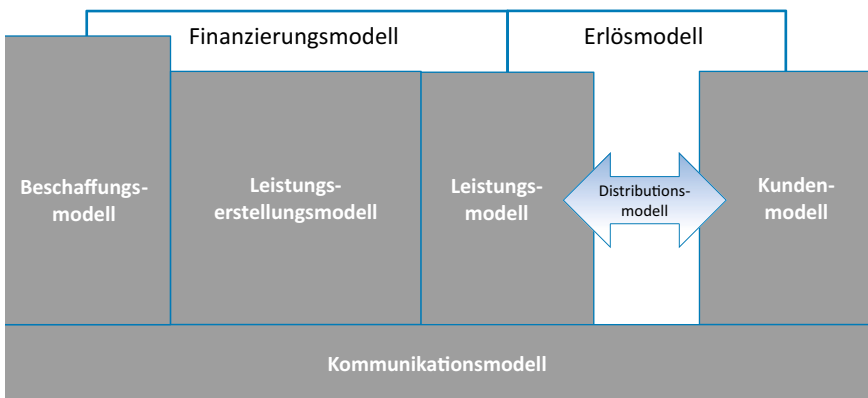 Finanzierungsmodell
Erlösmodell
Beschaffungs-
modell
Leistungs-
erstellungsmodell
Leistungs-
modell
Distributions-
modell
Kunden-
modell
Kommunikationsmodell